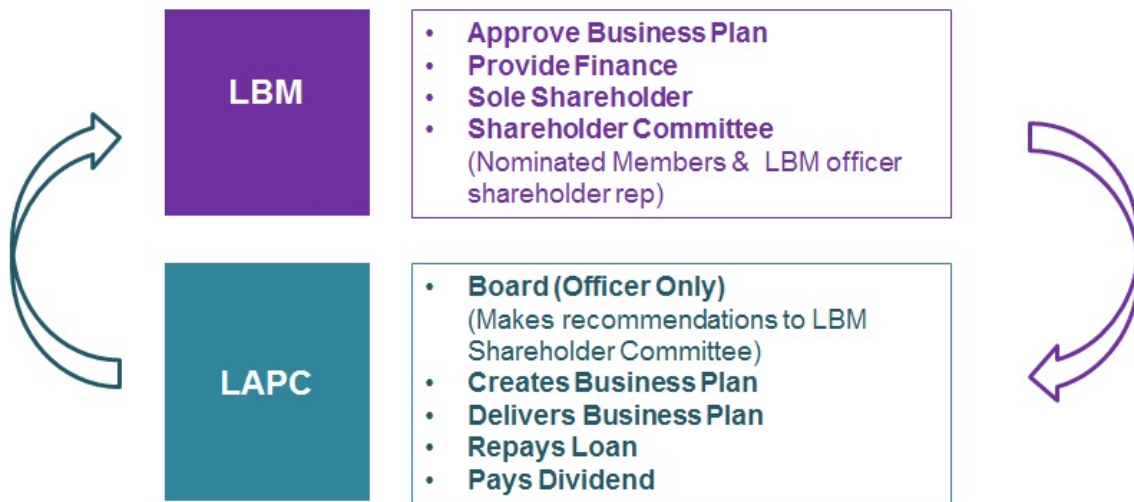 LBM
• Approve Business Plan
• Provide Finance
• Sole Shareholder
• Shareholder Committee
(Nominated Members & LBM officer
shareholder rep)
LAPC
• Board (Officer Only)
(Makes recommendations to LBM
Shareholder Committee)
• Creates Business Plan
• Delivers Business Plan
• Repays Loan
• Pays Dividend